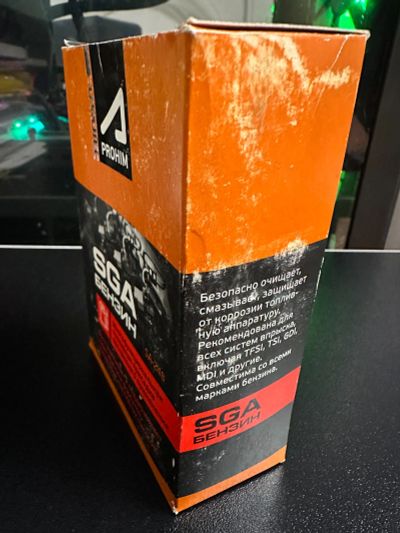 PROHIM
SGA
БЕНЗИН
Безопасно очищает,
смазывает, защищает
от коррозии топлив-
ную аппаратуру.
Рекомендована для
всех систем впрыска,
включая TFSI, TSI, GDI,
MDI и другие.
Совместима со всеми
марками бензина.
SGA
БЕНЗИН